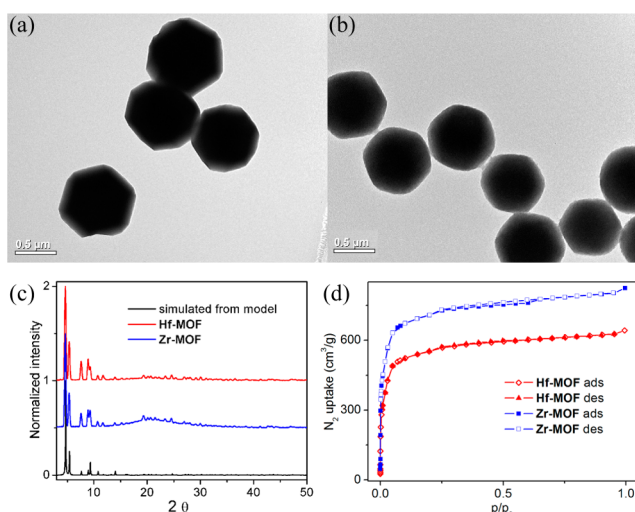 (a)
(b)
0.5 μm
0.5 μm
(c)
(d)
Normalized intensity
2
1
0
simulated from model
Hf-MOF
Zr-MOF
10 20 30 40 50
2 θ
N₂ uptake (cm³/g)
600
300
0
Hf-MOF ads
Hf-MOF des
Zr-MOF ads
Zr-MOF des
0.0 0.5 1.0